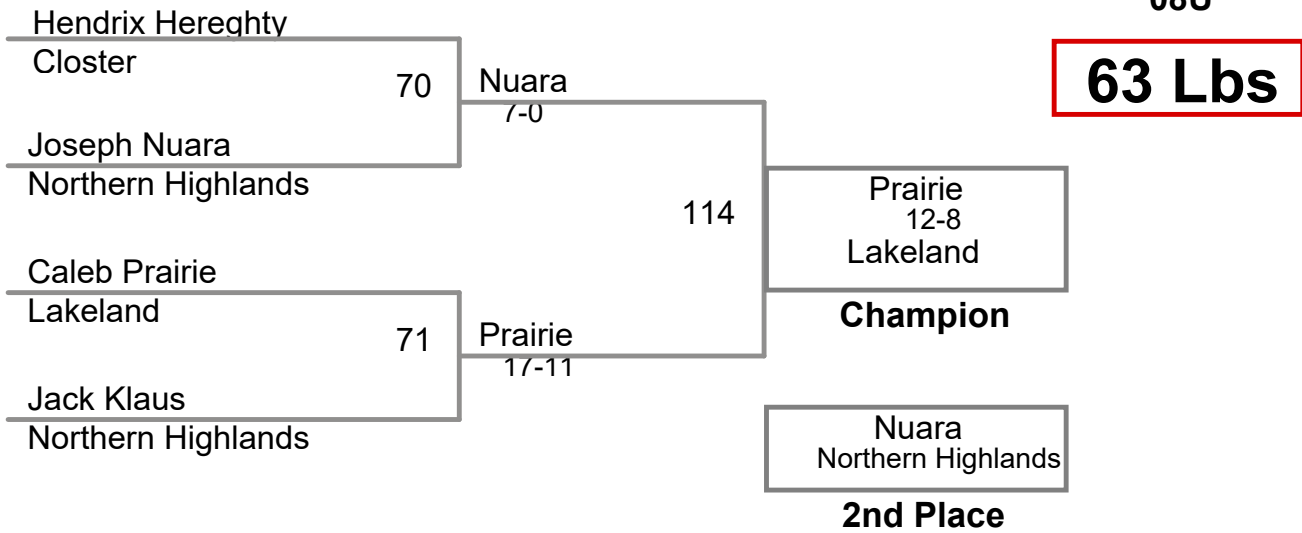 08U
63 Lbs
Hendrix Hereghty
Closter
70
Nuara
7-0
Joseph Nuara
Northern Highlands
114
Prairie
12-8
Lakeland
Champion
Caleb Prairie
Lakeland
71
Prairie
17-11
Jack Klaus
Northern Highlands
Nuara
Northern Highlands
2nd Place